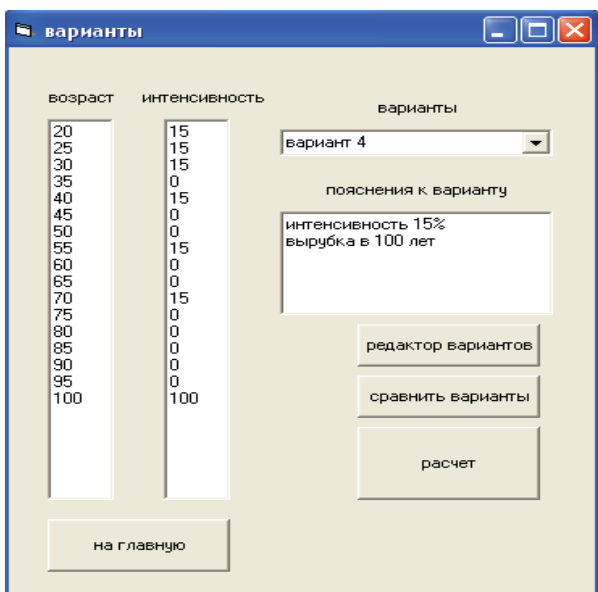 варианты
возраст интенсивность
20 15
25 15
30 15
35 0
40 15
45 0
50 0
55 15
60 0
65 0
70 15
75 0
80 0
85 0
90 0
95 0
100 100
на главную
варианты
вариант 4
пояснения к варианту
интенсивность 15%
вырубка в 100 лет
редактор вариантов
сравнить варианты
расчет